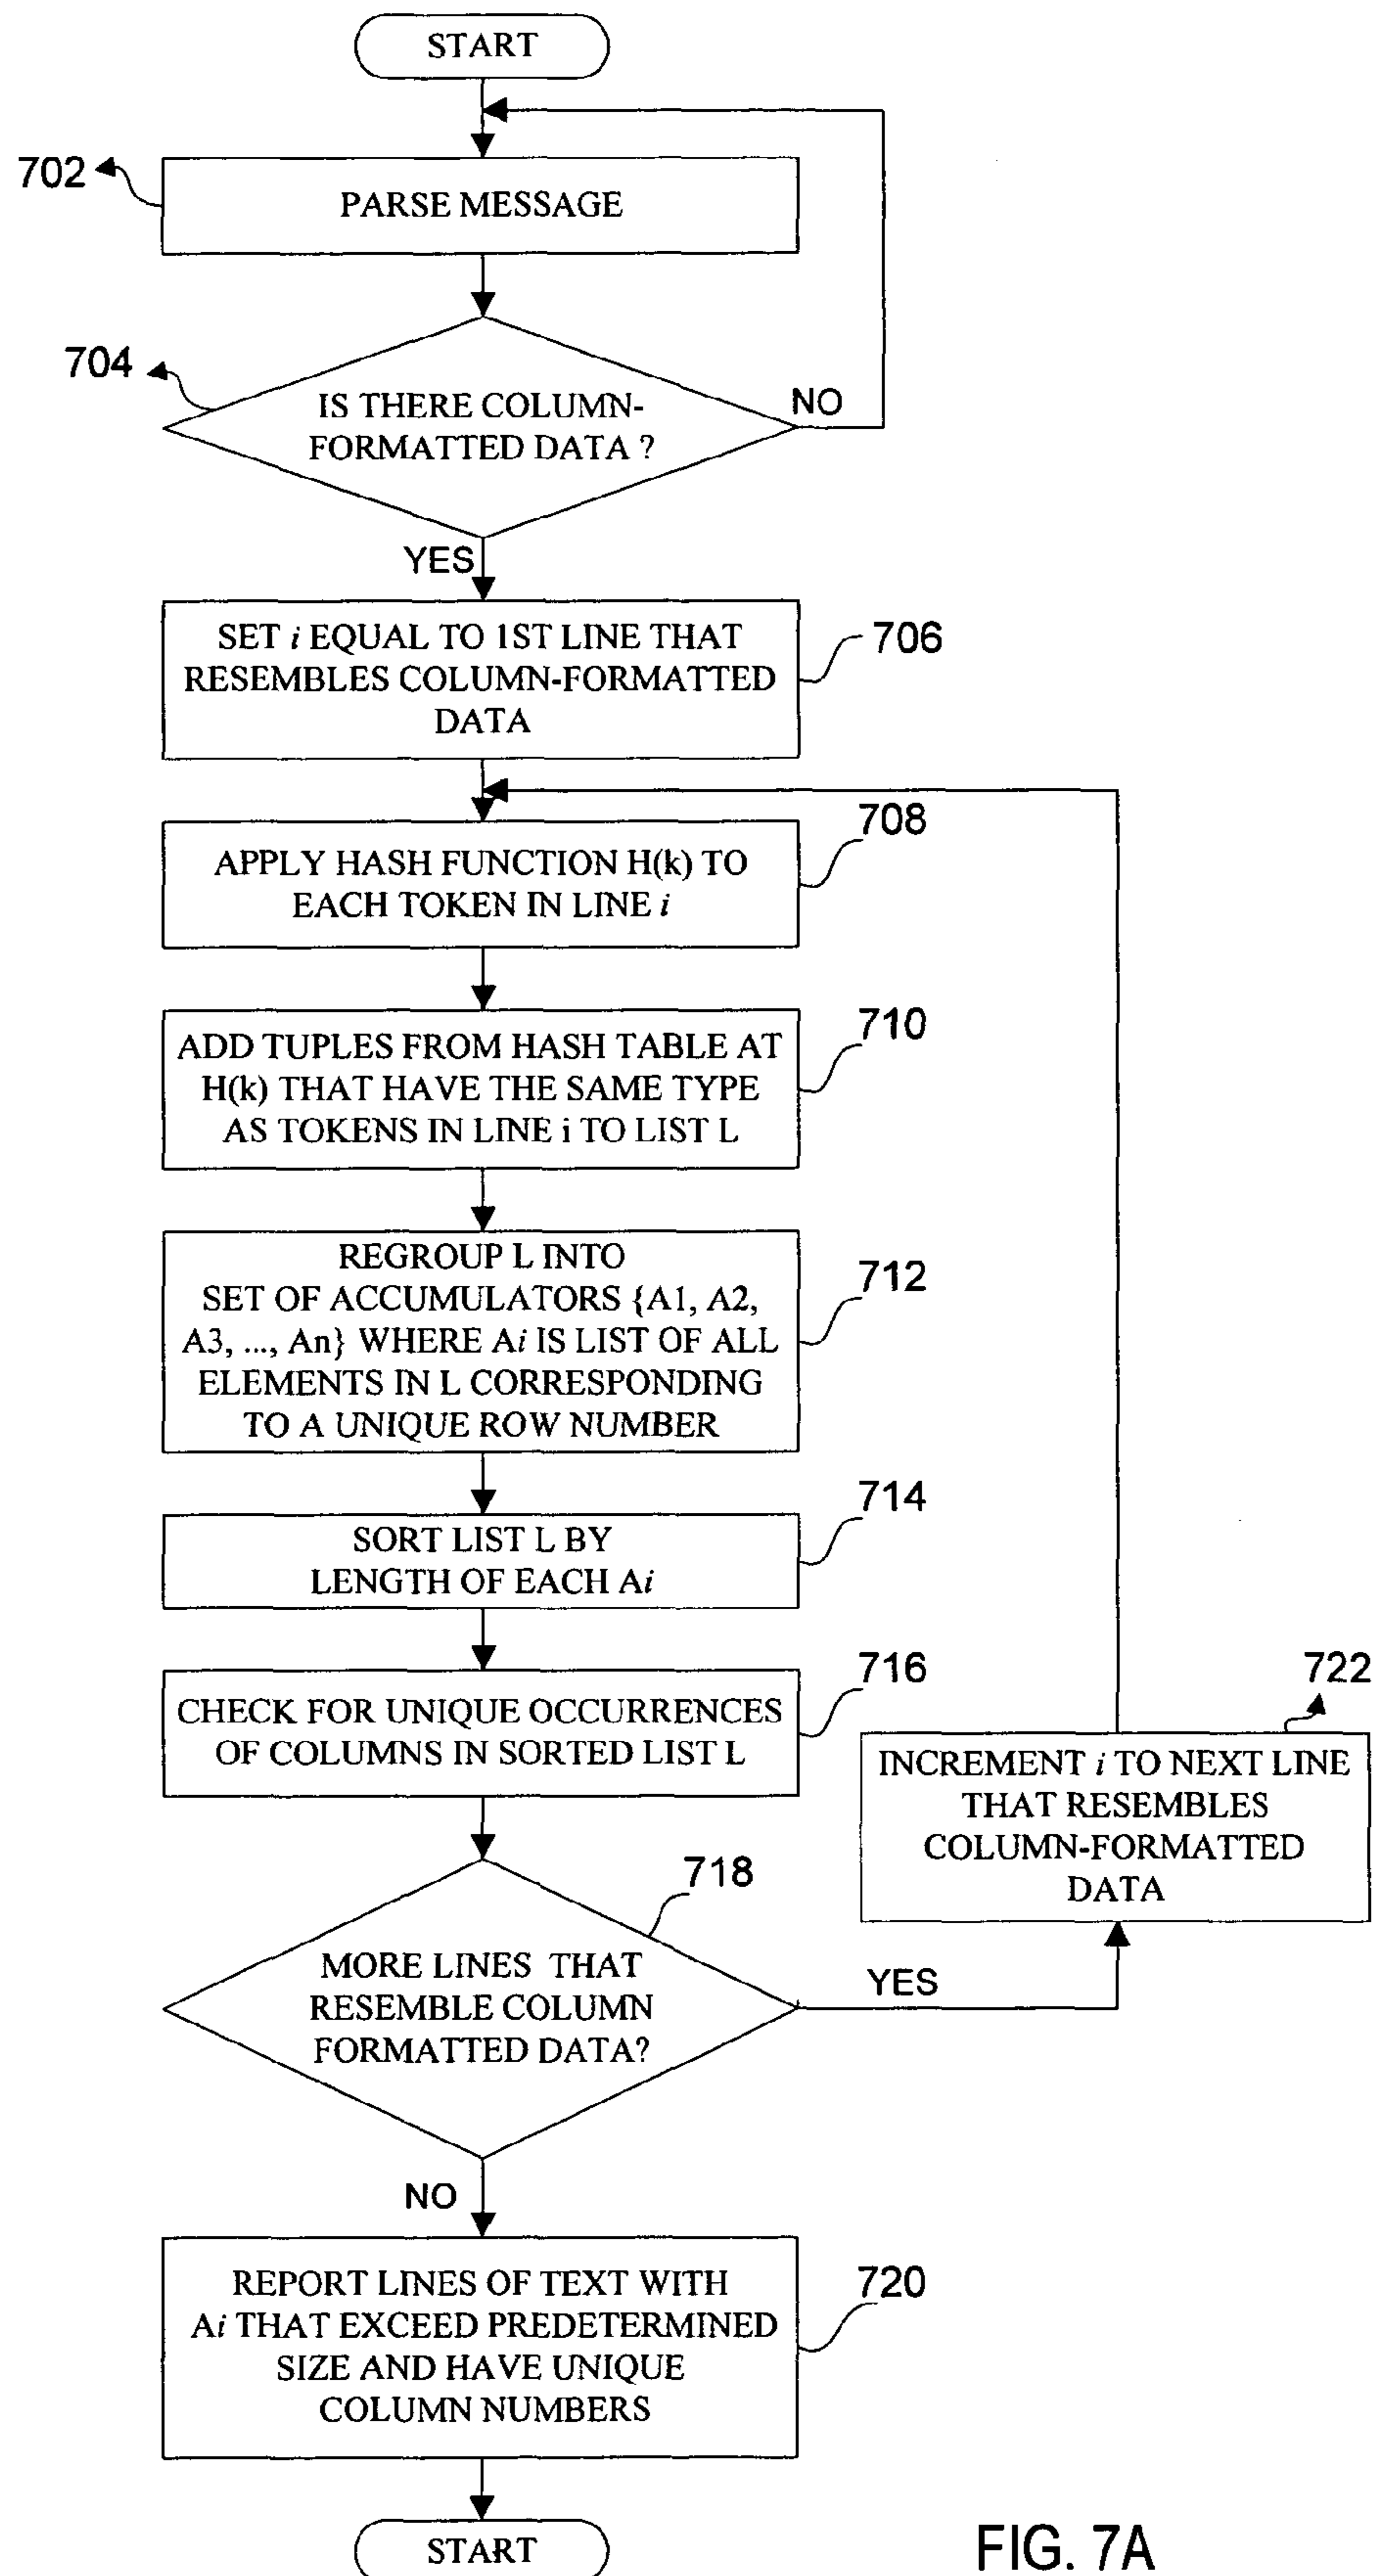 START
702
PARSE MESSAGE
704
IS THERE COLUMN-
FORMATTED DATA ?
NO
YES
SET i EQUAL TO 1ST LINE THAT
RESEMBLES COLUMN-FORMATTED
DATA
706
APPLY HASH FUNCTION H(k) TO
EACH TOKEN IN LINE i
708
ADD TUPLES FROM HASH TABLE AT
H(k) THAT HAVE THE SAME TYPE
AS TOKENS IN LINE i TO LIST L
710
REGROUP L INTO
SET OF ACCUMULATORS {A1, A2,
A3, ..., An} WHERE Ai IS LIST OF ALL
ELEMENTS IN L CORRESPONDING
TO A UNIQUE ROW NUMBER
712
SORT LIST L BY
LENGTH OF EACH Ai
714
CHECK FOR UNIQUE OCCURRENCES
OF COLUMNS IN SORTED LIST L
716
722
INCREMENT i TO NEXT LINE
THAT RESEMBLES
COLUMN-FORMATTED
DATA
718
MORE LINES THAT
RESEMBLE COLUMN
FORMATTED DATA?
YES
NO
REPORT LINES OF TEXT WITH
Ai THAT EXCEED PREDETERMINED
SIZE AND HAVE UNIQUE
COLUMN NUMBERS
720
START
FIG. 7A